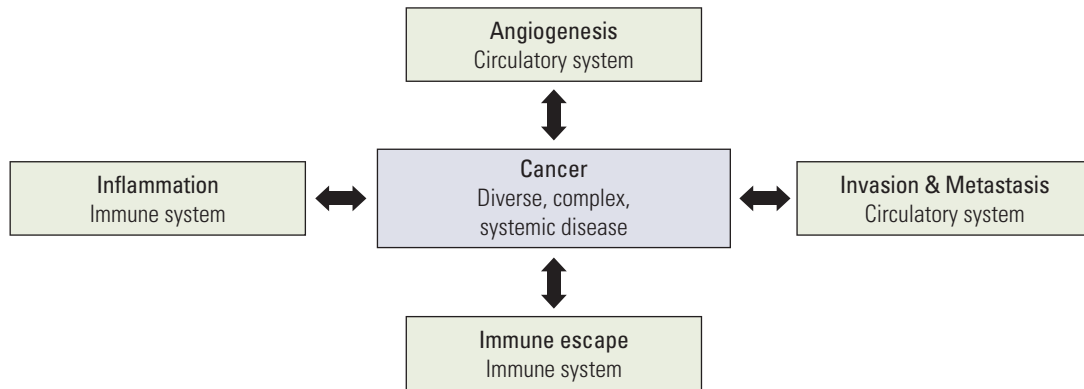 Angiogenesis
Circulatory system
Inflammation
Immune system
Cancer
Diverse, complex,
systemic disease
Invasion & Metastasis
Circulatory system
Immune escape
Immune system